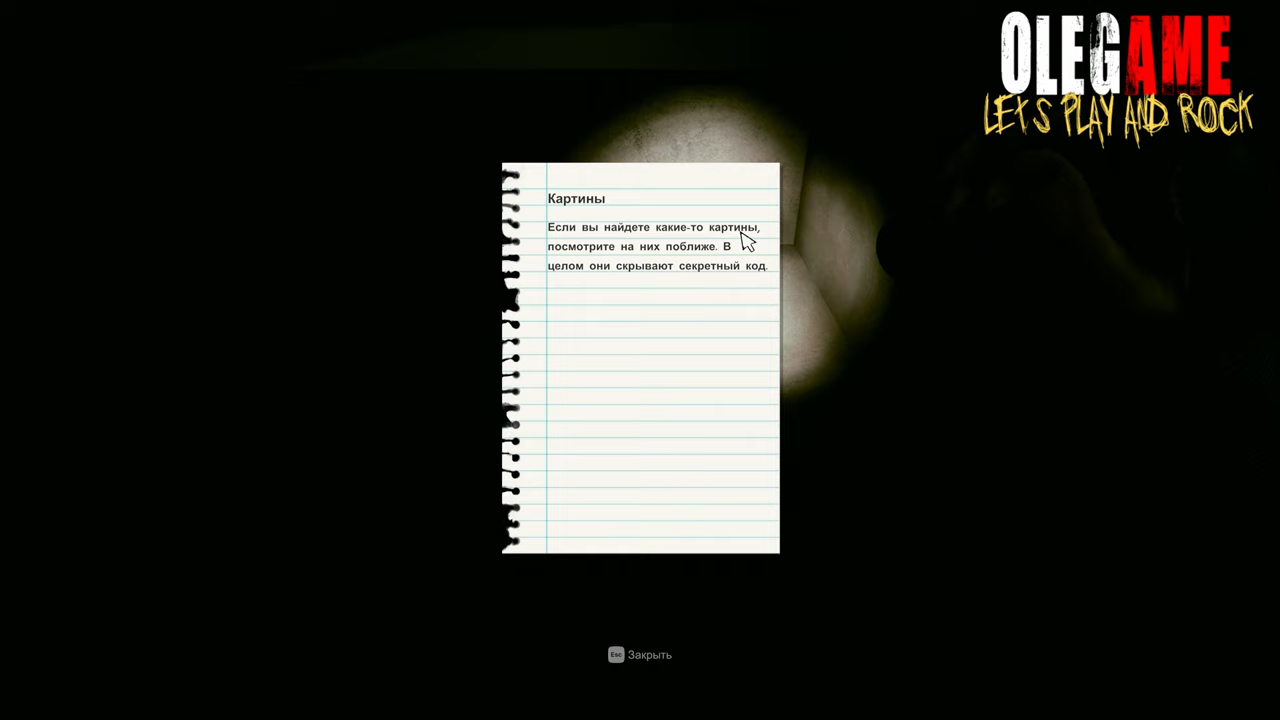 OLEGAME
LET'S PLAY AND ROCK
Картины
Если вы найдете какие-то картины,
посмотрите на них поближе. В
целом они скрывают секретный код.
Esc Закрыть